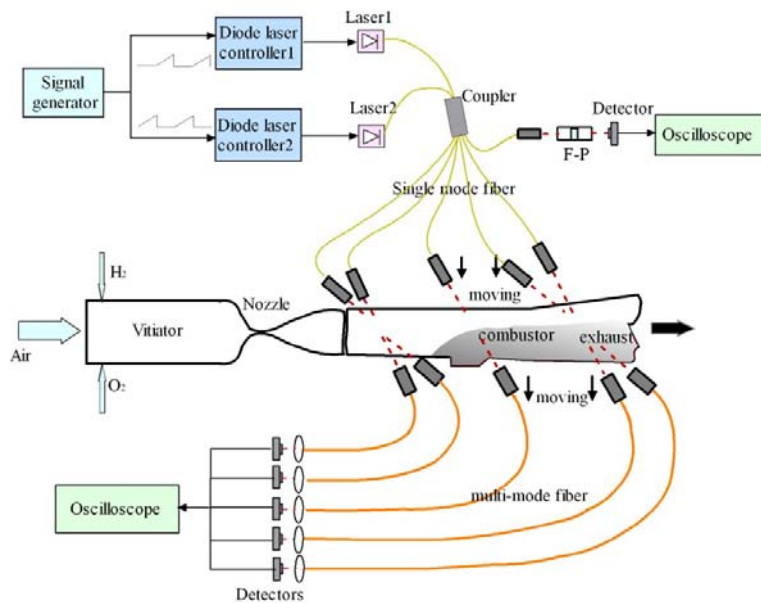 Laser1
Diode laser
controller1
Signal
generator
Laser2
Coupler
Detector
Diode laser
controller2
F-P
Oscilloscope
Single mode fiber
H2
Nozzle
moving
Vitiator
combustor
exhaust
Air
O2
moving
Oscilloscope
multi-mode fiber
Detectors